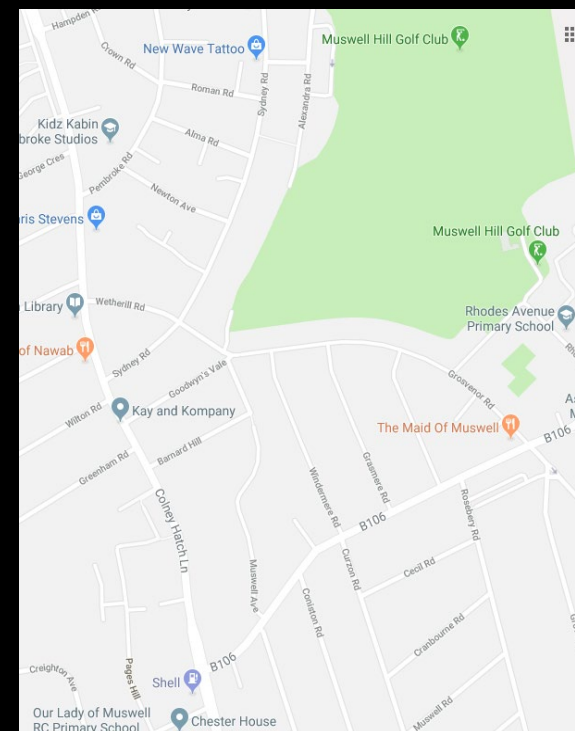 Hampden R
New Wave Tattoo
Muswell Hill Golf Club
Crown Rd
Roman Rd
Sydney Rd
Alexandra Rd
Kidz Kabin
broke Studios
Alma Rd
George Cres
Pembroke Rd
Newton Ave
ris Stevens
Muswell Hill Golf Club
Library
Wetherill Rd
Rhodes Avenue
Primary School
of Nawab
Sydney Rd
Rh
Goodwyn's Vale
Grosvenor Rd
As
M
Wilton Rd
Kay and Kompany
The Maid Of Muswell
B106
Greenham Rd
Barnard Hill
Colney Hatch Ln
Windermere Rd
Grasmere Rd
Rosebery Rd
B106
Muswell Ave
Curzon Rd
Cecil Rd
Coniston Rd
Cranbourne Rd
Gro
B106
Creighton Ave
Pages Hill
Shell
Our Lady of Muswell
RC Primary School
Chester House
Muswell Rd